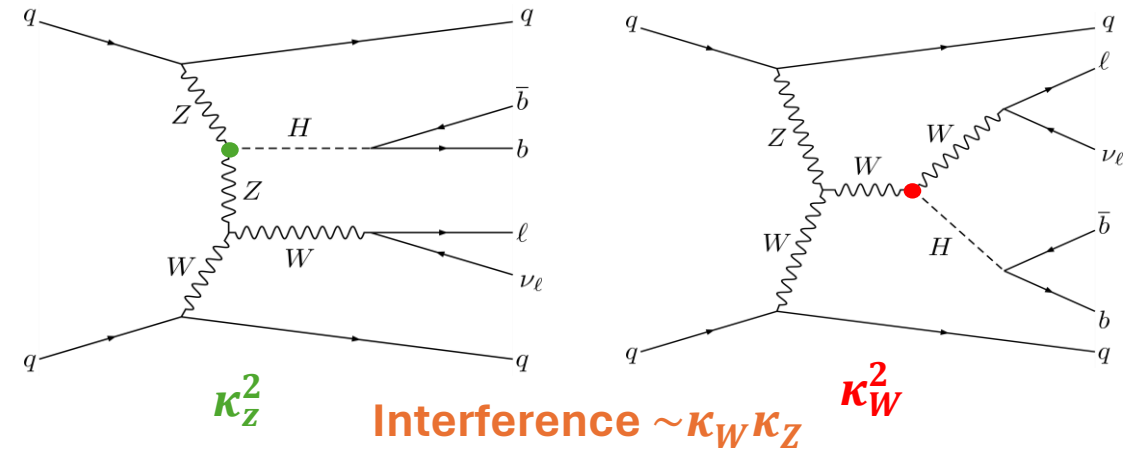 q
q
Z
H
b̄
b
Z
W
W
ℓ
ν_ℓ
q
q
κ_z^2
q
q
Z
W
W
ℓ
ν_ℓ
W
H
b̄
b
q
q
κ_W^2
Interference ~κ_W κ_Z